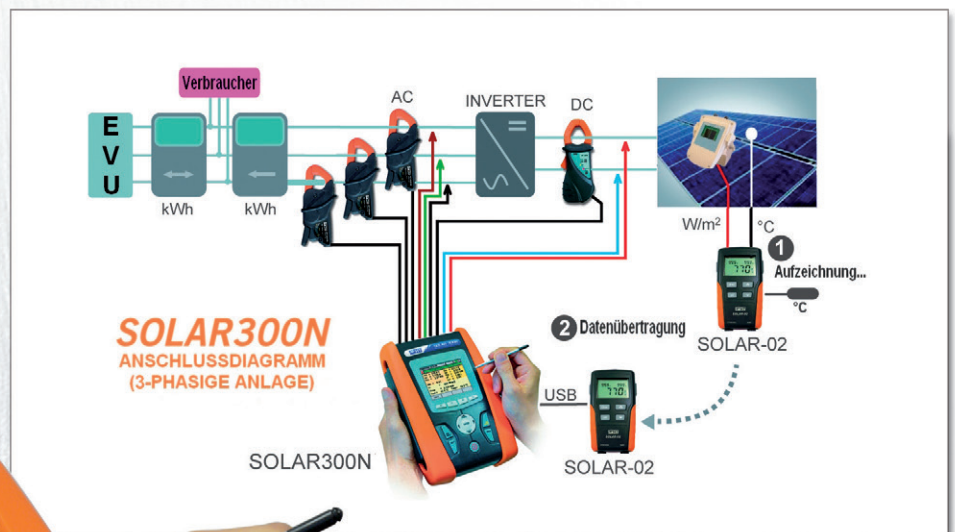 Verbraucher
AC
INVERTER
DC
E
V
U
kWh
kWh
W/m²
°C
1
Aufzeichnung...
°C
SOLAR-02
SOLAR300N
ANSCHLUSSDIAGRAMM
(3-PHASIGE ANLAGE)
2 Datenübertragung
USB
SOLAR300N
SOLAR-02